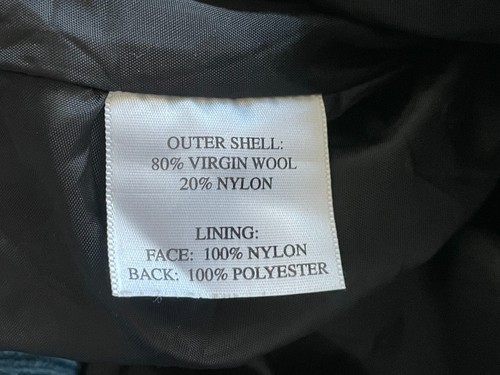 OUTER SHELL:
80% VIRGIN WOOL
20% NYLON
LINING:
FACE: 100% NYLON
BACK: 100% POLYESTER